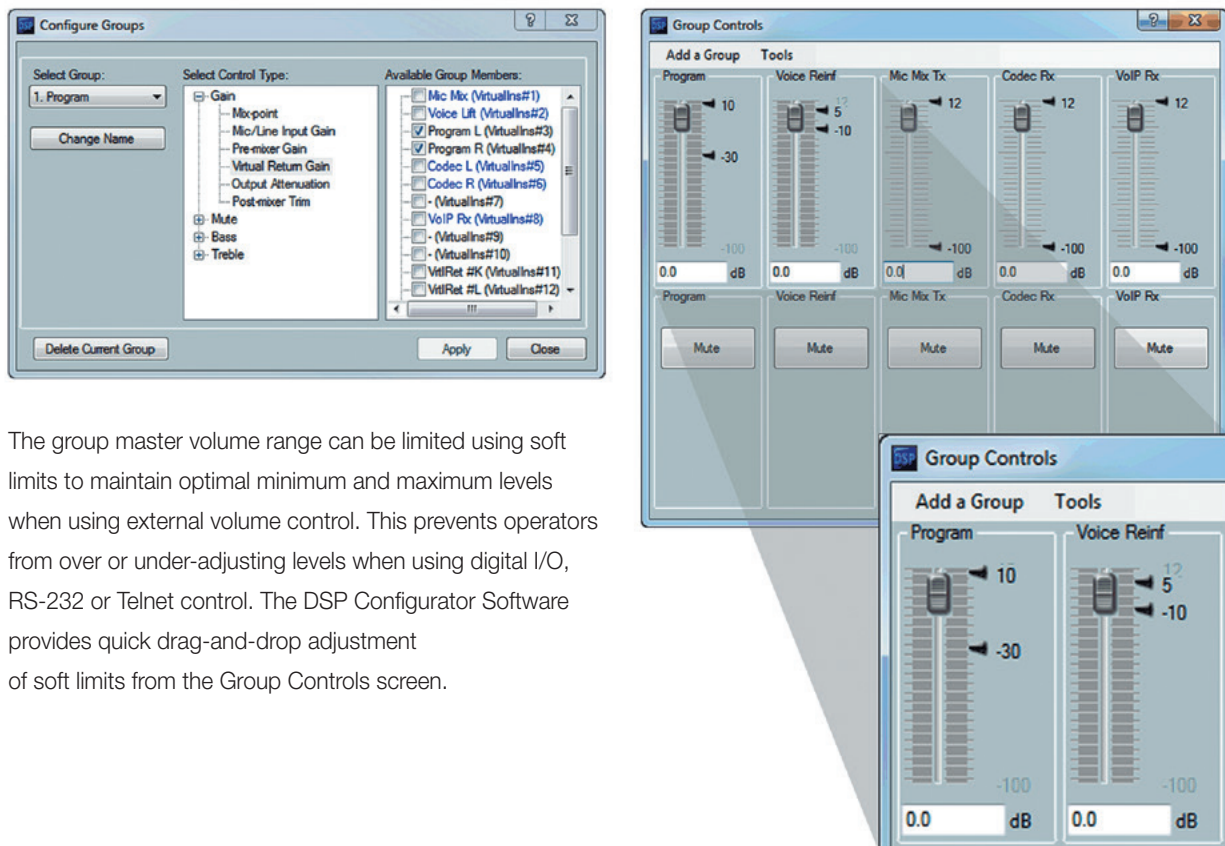 Configure Groups
Select Group:
1. Program
Change Name
Select Control Type:
Gain
Mix-point
Mic/Line Input Gain
Pre-mixer Gain
Virtual Return Gain
Output Attenuation
Post-mixer Trim
Mute
Bass
Treble
Available Group Members:
Mic Mix (VirtualIns#1)
Voice Lift (VirtualIns#2)
Program L (VirtualIns#3)
Program R (VirtualIns#4)
Codec L (VirtualIns#5)
Codec R (VirtualIns#6)
- (VirtualIns#7)
VoIP Rx (VirtualIns#8)
- (VirtualIns#9)
- (VirtualIns#10)
VrtlRet #K (VirtualIns#11)
VrtlRet #L (VirtualIns#12)
Delete Current Group
Apply
Close
The group master volume range can be limited using soft
limits to maintain optimal minimum and maximum levels
when using external volume control. This prevents operators
from over or under-adjusting levels when using digital I/O,
RS-232 or Telnet control. The DSP Configurator Software
provides quick drag-and-drop adjustment
of soft limits from the Group Controls screen.
DSP Group Controls
Add a Group Tools
Program Voice Reinf Mic Mix Tx Codec Rx VoIP Rx
10 12 12 12 12
5
-10
-30
-100 -100 -100 -100 -100
0.0 dB 0.0 dB 0.0 dB 0.0 dB 0.0 dB
Program Voice Reinf Mic Mix Tx Codec Rx VoIP Rx
Mute Mute Mute Mute Mute
DSP Group Controls
Add a Group Tools
Program Voice Reinf
10 12
5
-10
-30
-100 -100
0.0 dB 0.0 dB